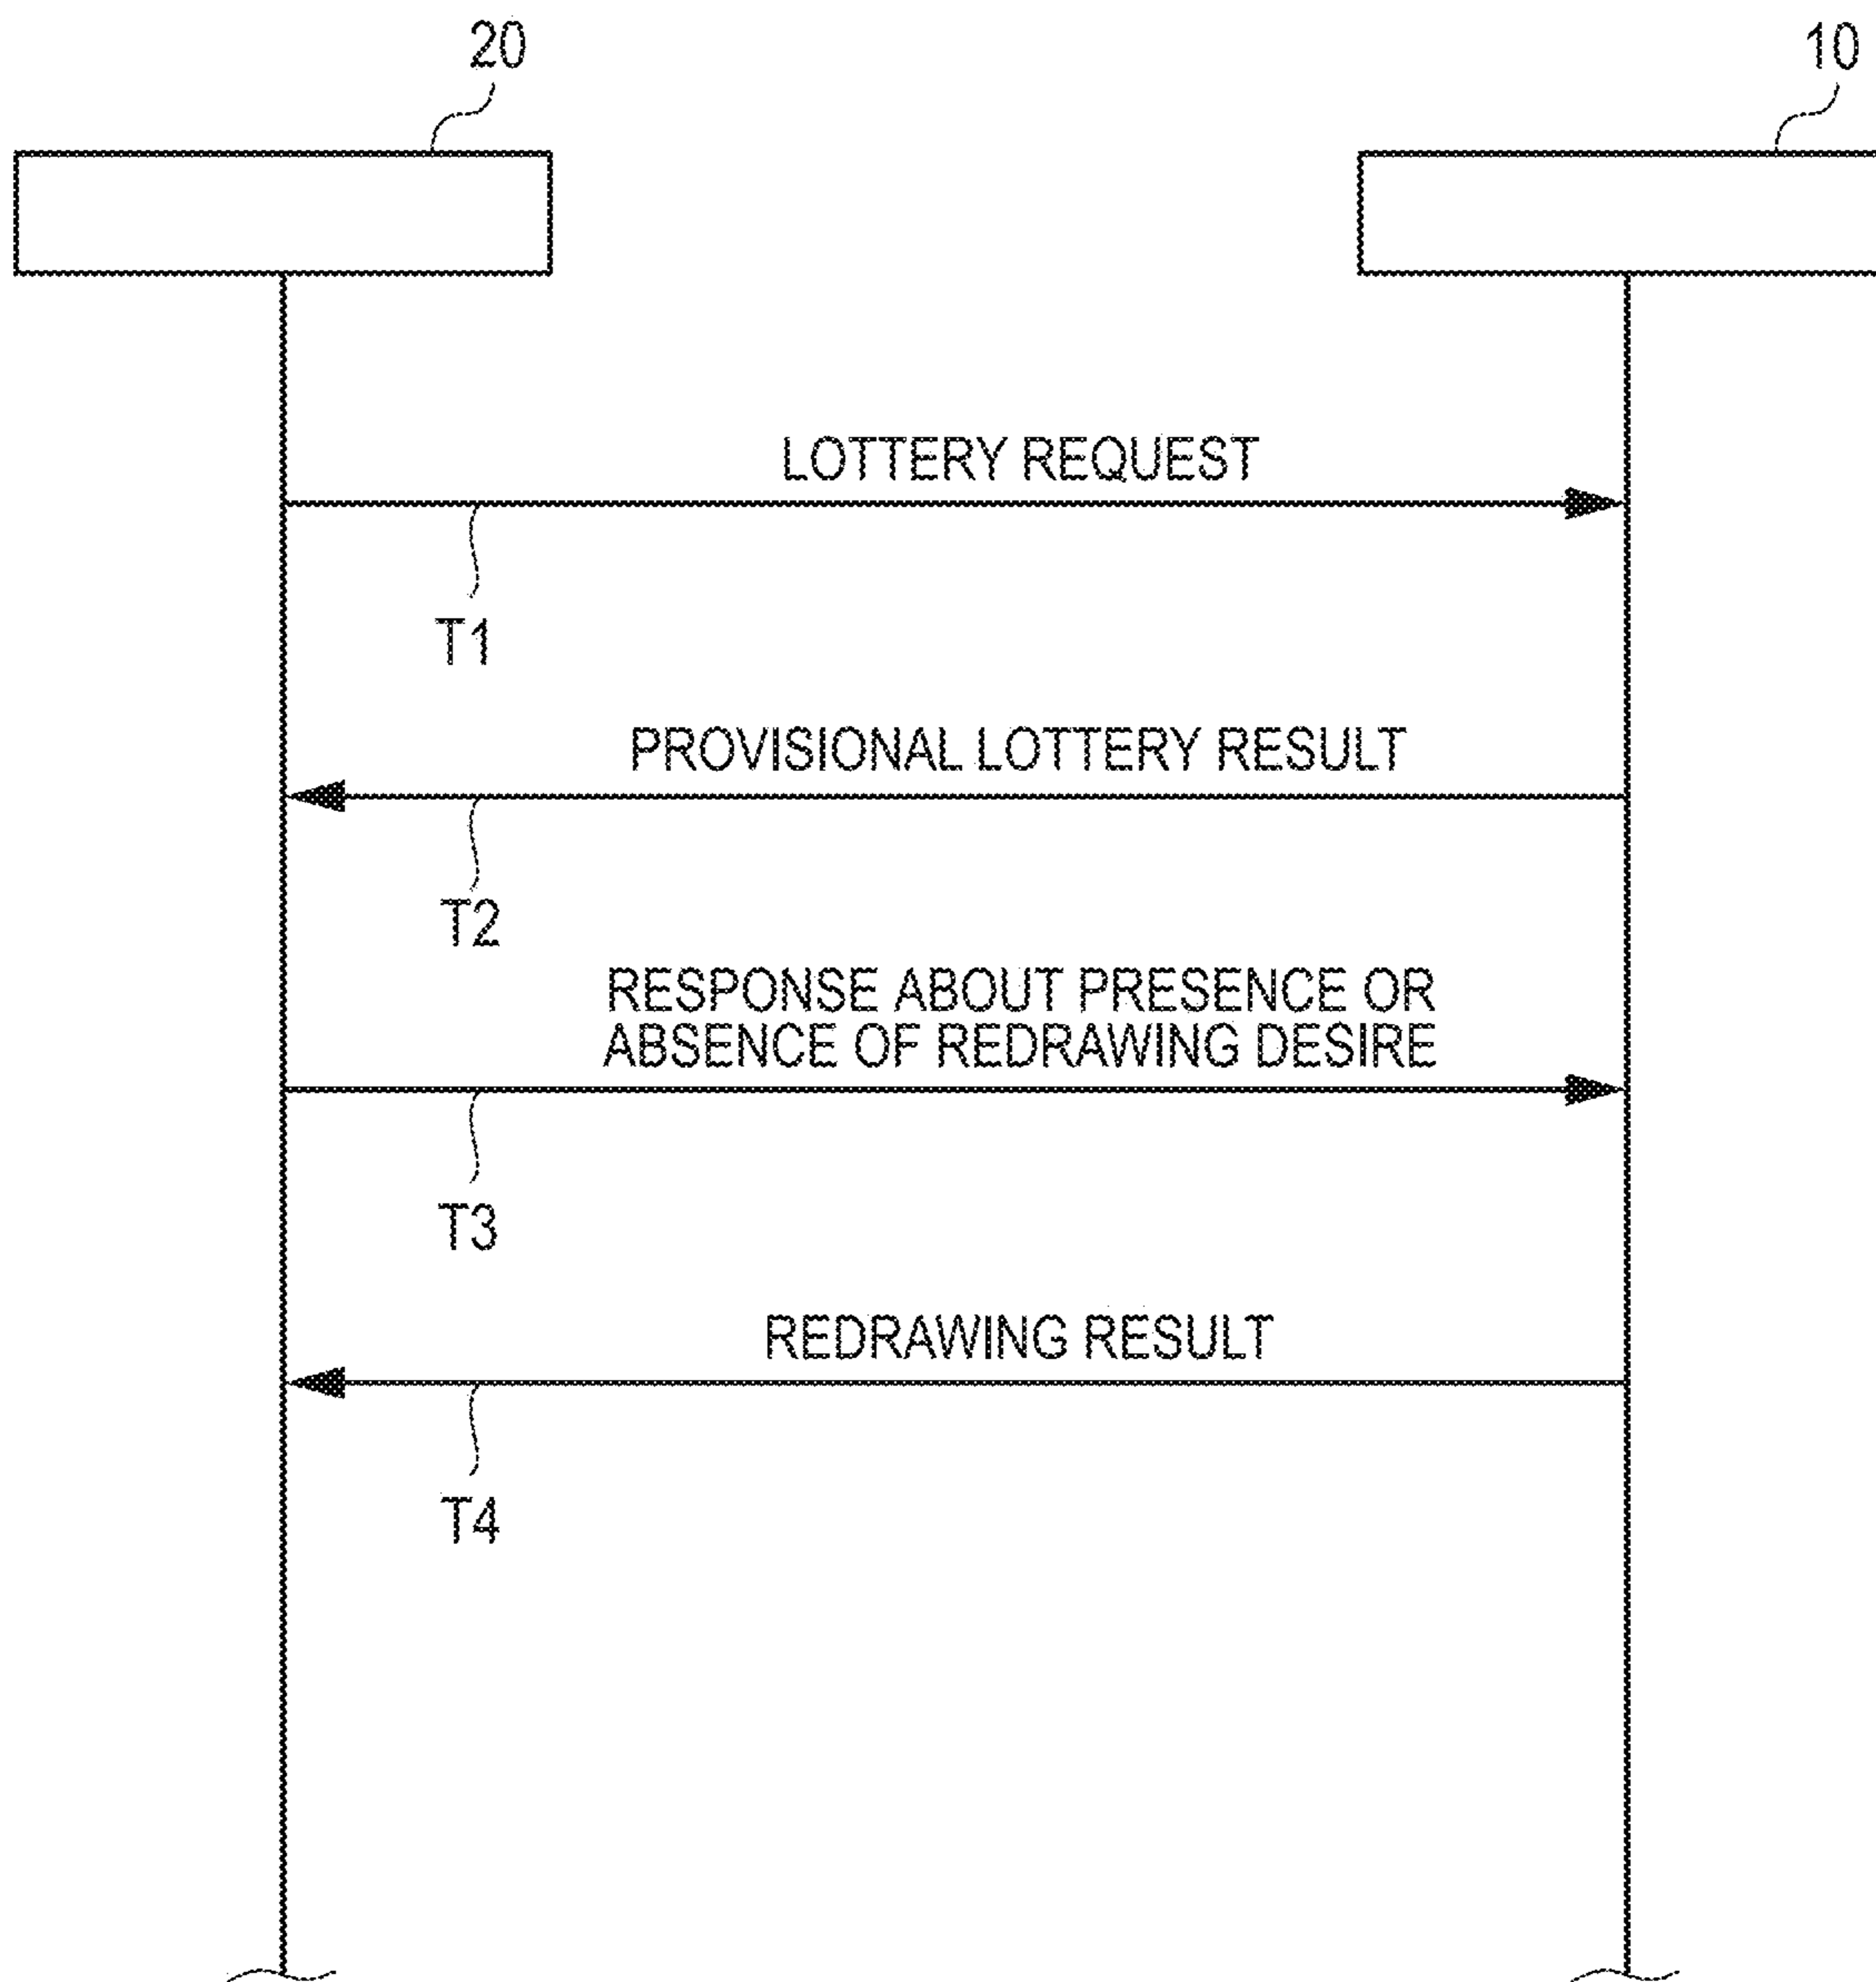 20
10
LOTTERY REQUEST
T1
PROVISIONAL LOTTERY RESULT
T2
RESPONSE ABOUT PRESENCE OR
ABSENCE OF REDRAWING DESIRE
T3
REDRAWING RESULT
T4